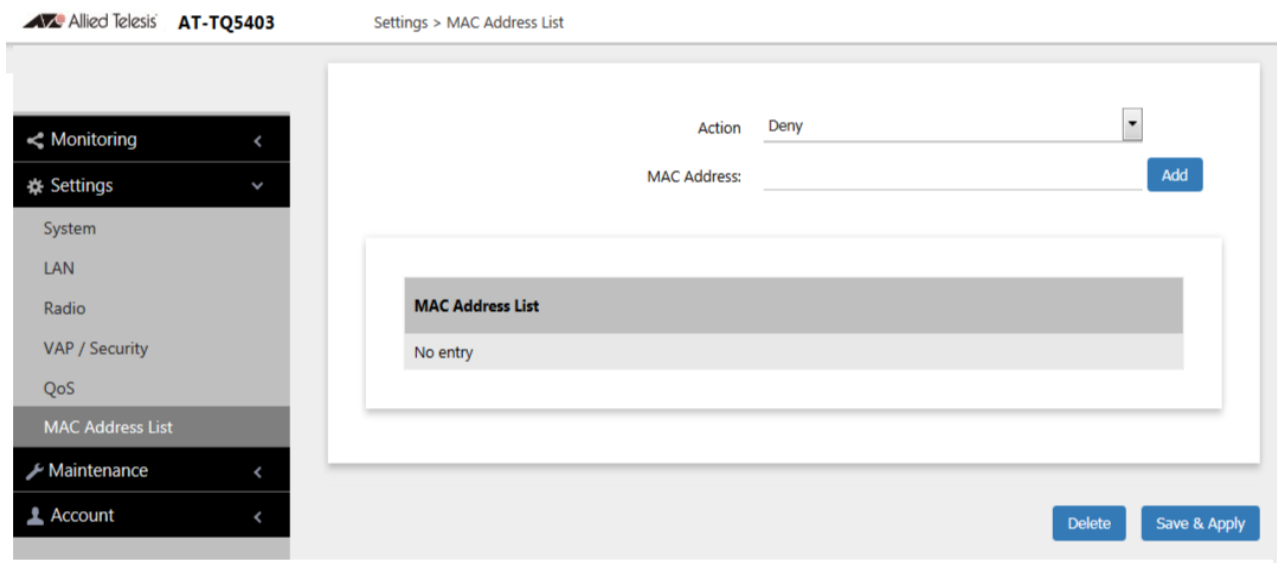 Allied Telesis AT-TQ5403 Settings > MAC Address List
Monitoring
Settings
System
LAN
Radio
VAP / Security
QoS
MAC Address List
Maintenance
Account
Action Deny
MAC Address: Add
MAC Address List
No entry
Delete Save & Apply